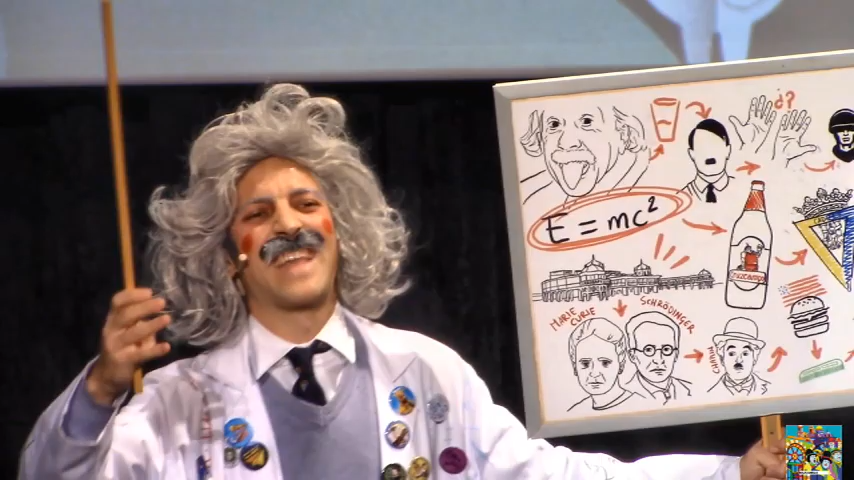 ¿?
E = mc²
MARIE
CURIE
SCHRÖDINGER
CHAPLIN